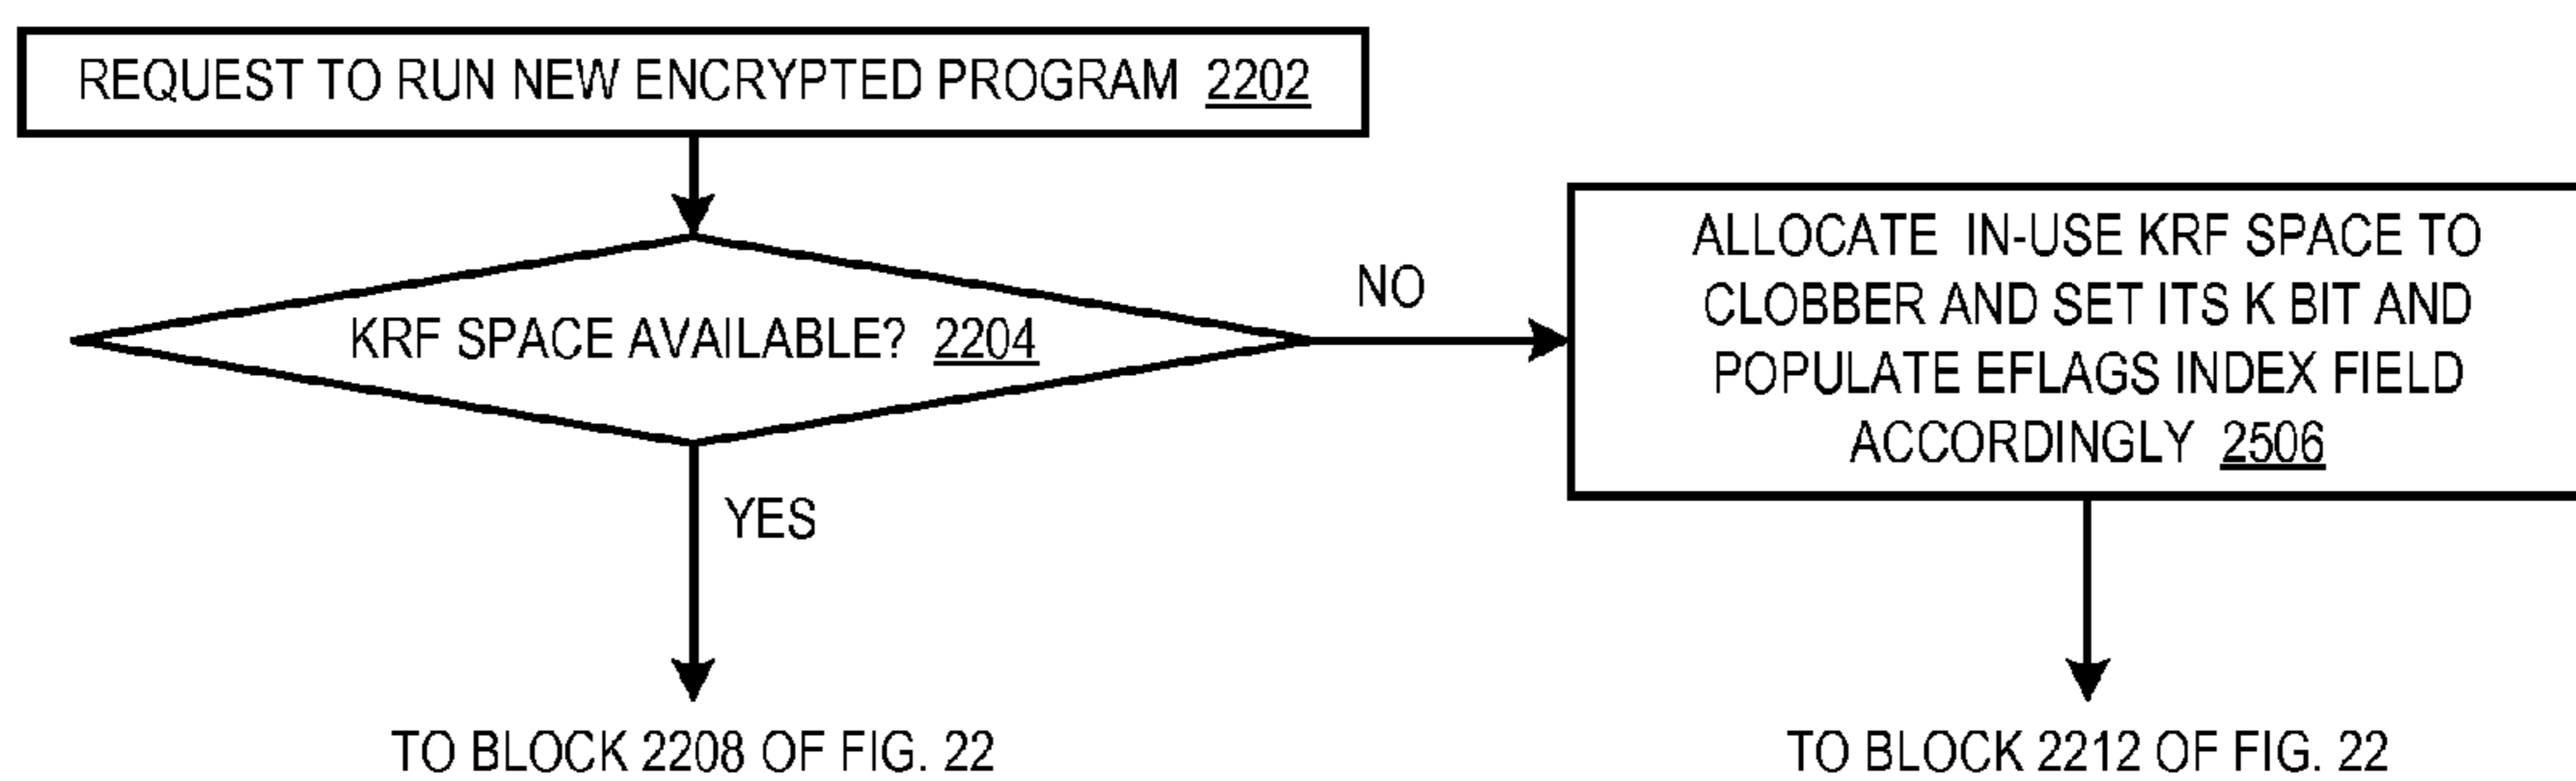 REQUEST TO RUN NEW ENCRYPTED PROGRAM 2202
KRF SPACE AVAILABLE? 2204
NO
ALLOCATE IN-USE KRF SPACE TO
CLOBBER AND SET ITS K BIT AND
POPULATE EFLAGS INDEX FIELD
ACCORDINGLY 2506
YES
TO BLOCK 2208 OF FIG. 22
TO BLOCK 2212 OF FIG. 22